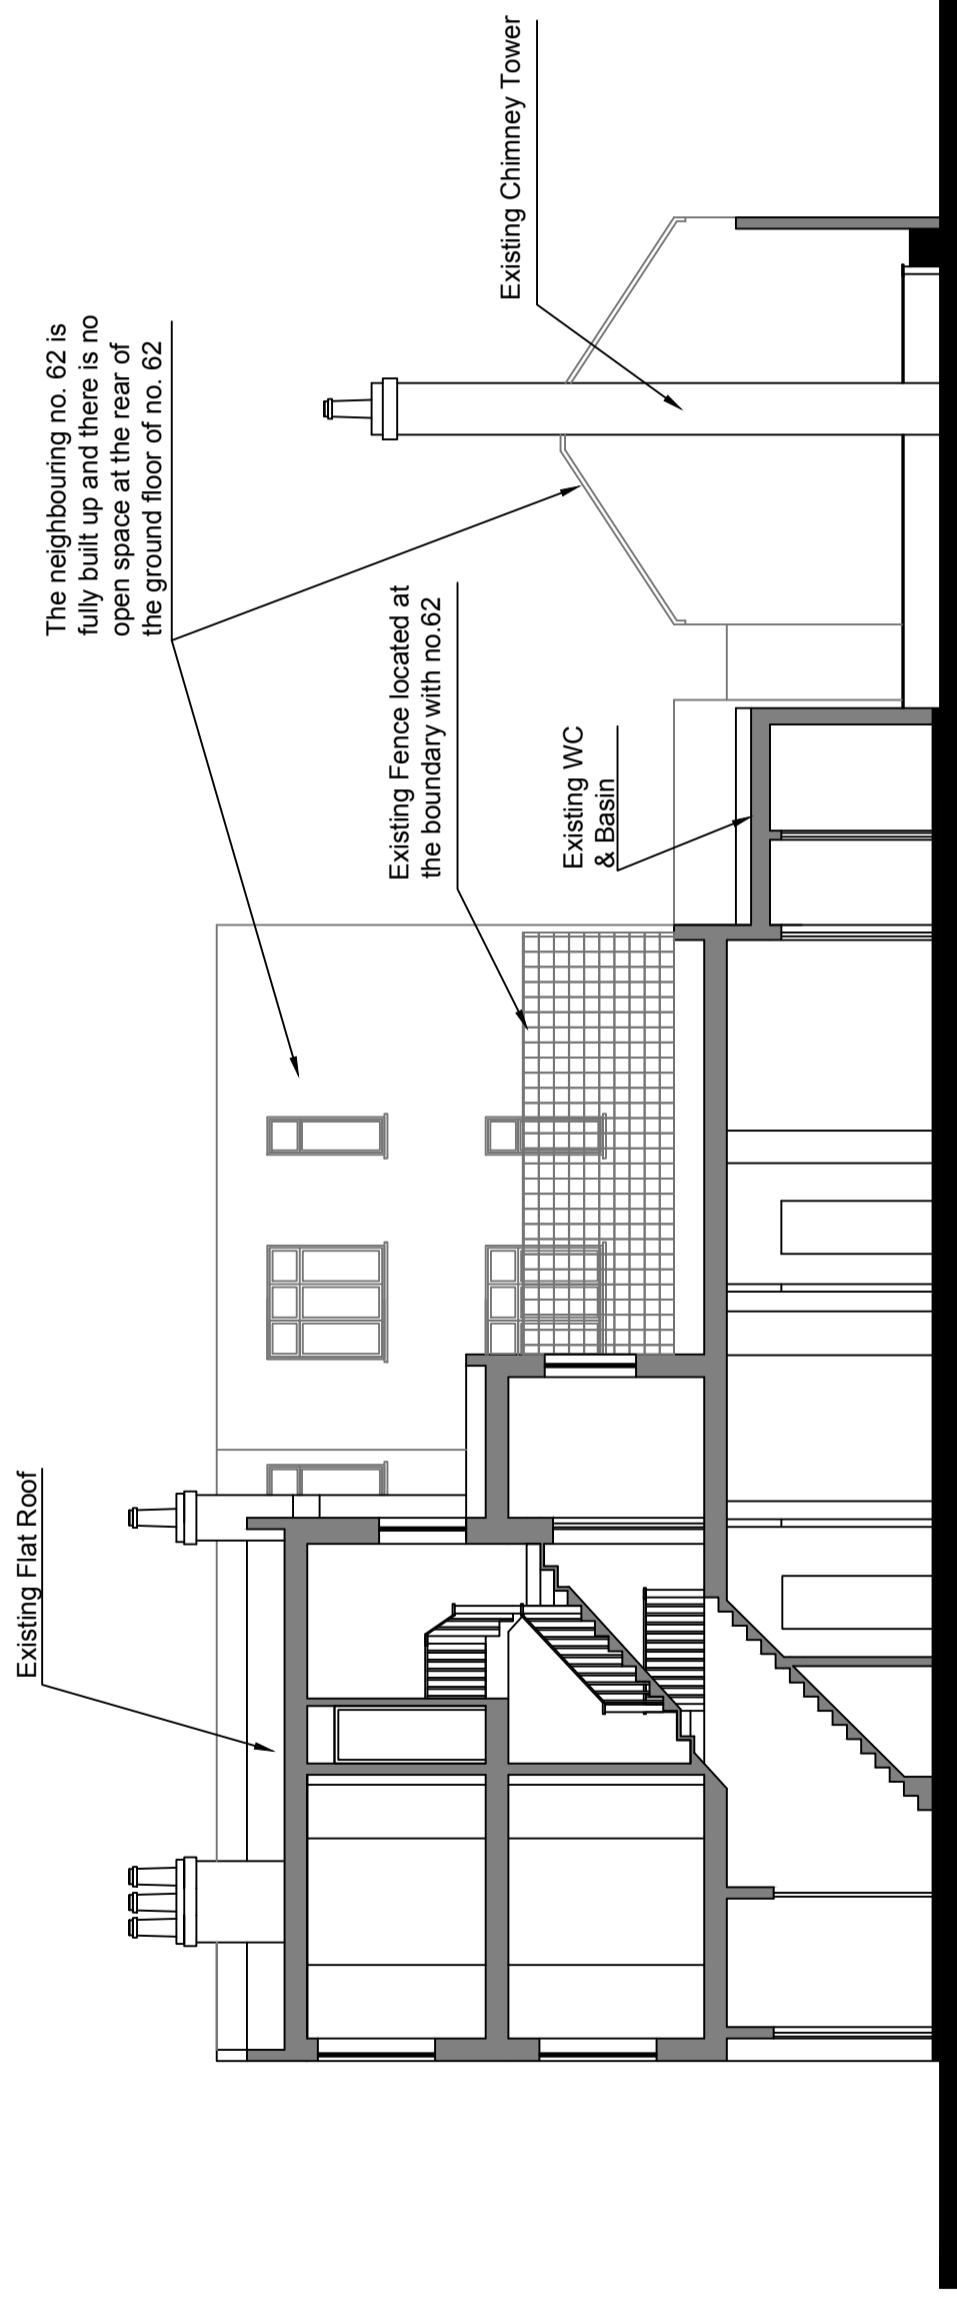 Existing Flat Roof
The neighbouring no. 62 is
fully built up and there is no
open space at the rear of
the ground floor of no. 62
Existing Fence located at
the boundary with no.62
Existing WC
& Basin
Existing Chimney Tower